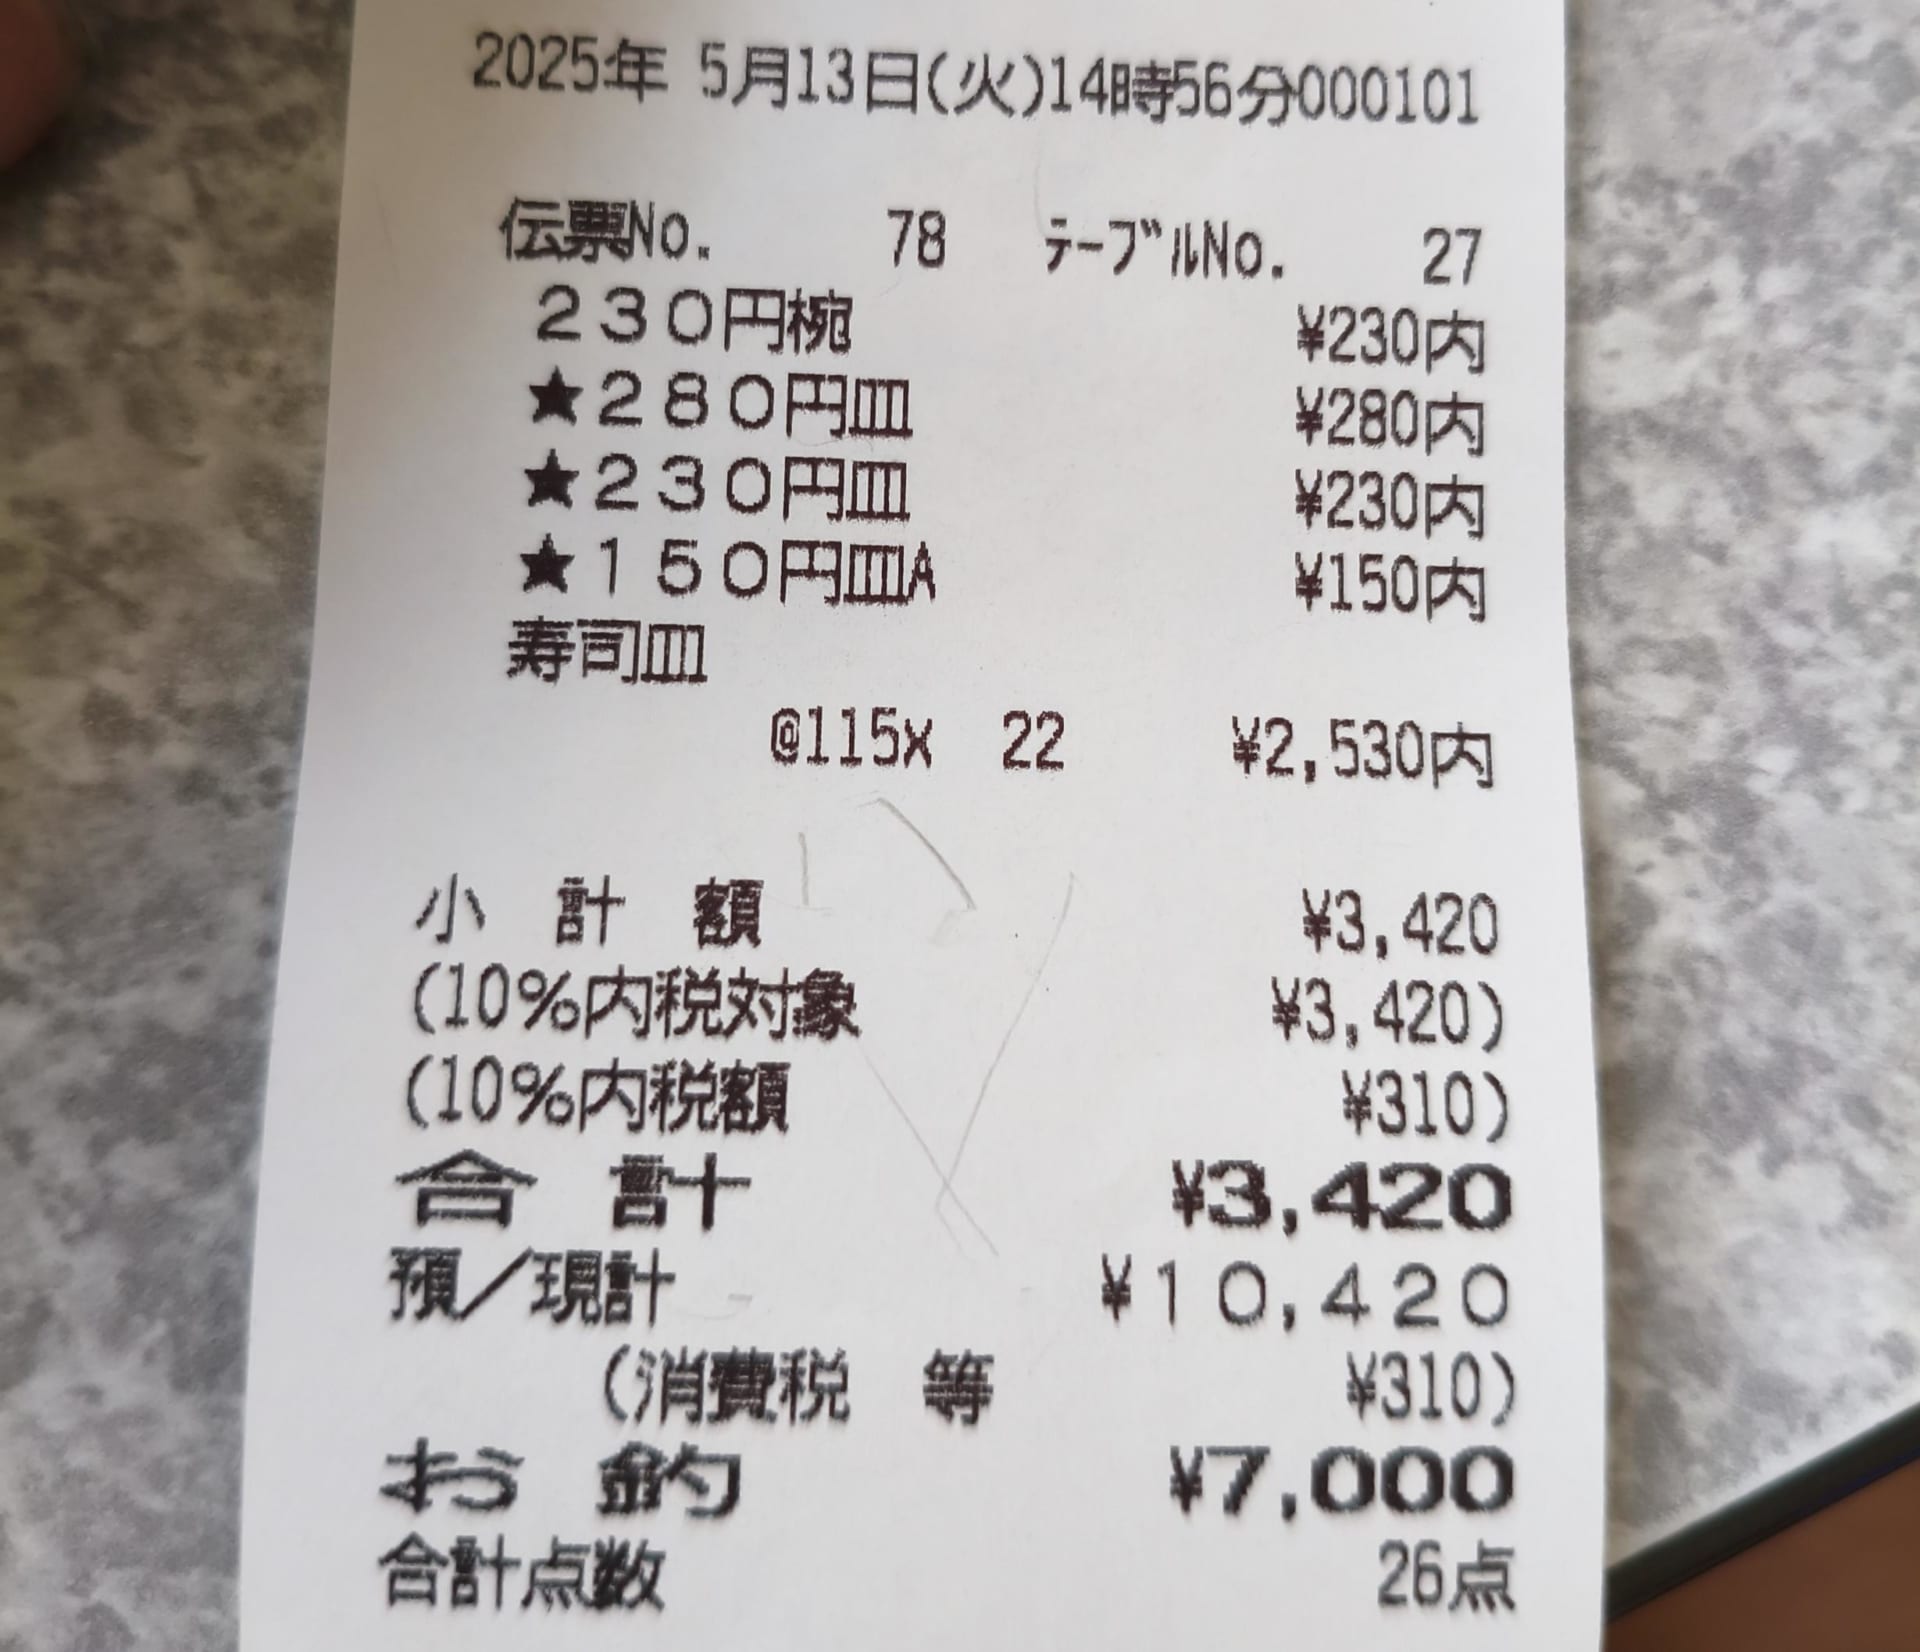 2025年 5月13日(火)14時56分000101
伝票No. 78 ﾃｰﾌﾞﾙNo. 27
２３０円椀 ¥230内
★２８０円皿 ¥280内
★２３０円皿 ¥230内
★１５０円皿A ¥150内
寿司皿
@115x 22 ¥2,530内
小 計 額 ¥3,420
(10%内税対象 ¥3,420)
(10%内税額 ¥310)
合 計 ¥3,420
預／現計 ¥１０,４２０
(消費税 等 ¥310)
お 釣 ¥7,000
合計点数 26点